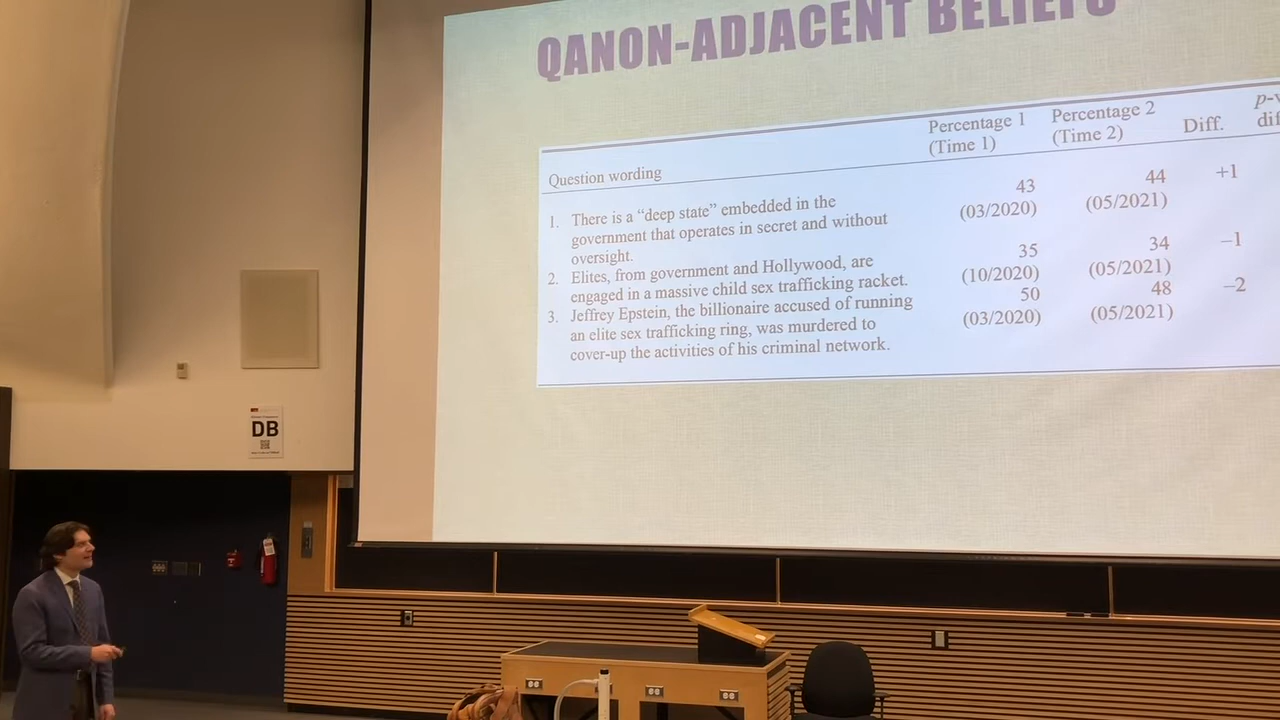 QANON-ADJACENT BELIEFS
Percentage 1 Percentage 2 Diff.
(Time 1) (Time 2)
Question wording
1. There is a “deep state” embedded in the 43 44 +1
government that operates in secret and without (03/2020) (05/2021)
oversight.
2. Elites, from government and Hollywood, are 35 34 –1
engaged in a massive child sex trafficking racket. (10/2020) (05/2021)
3. Jeffrey Epstein, the billionaire accused of running 50 48 –2
an elite sex trafficking ring, was murdered to (03/2020) (05/2021)
cover-up the activities of his criminal network.
DB